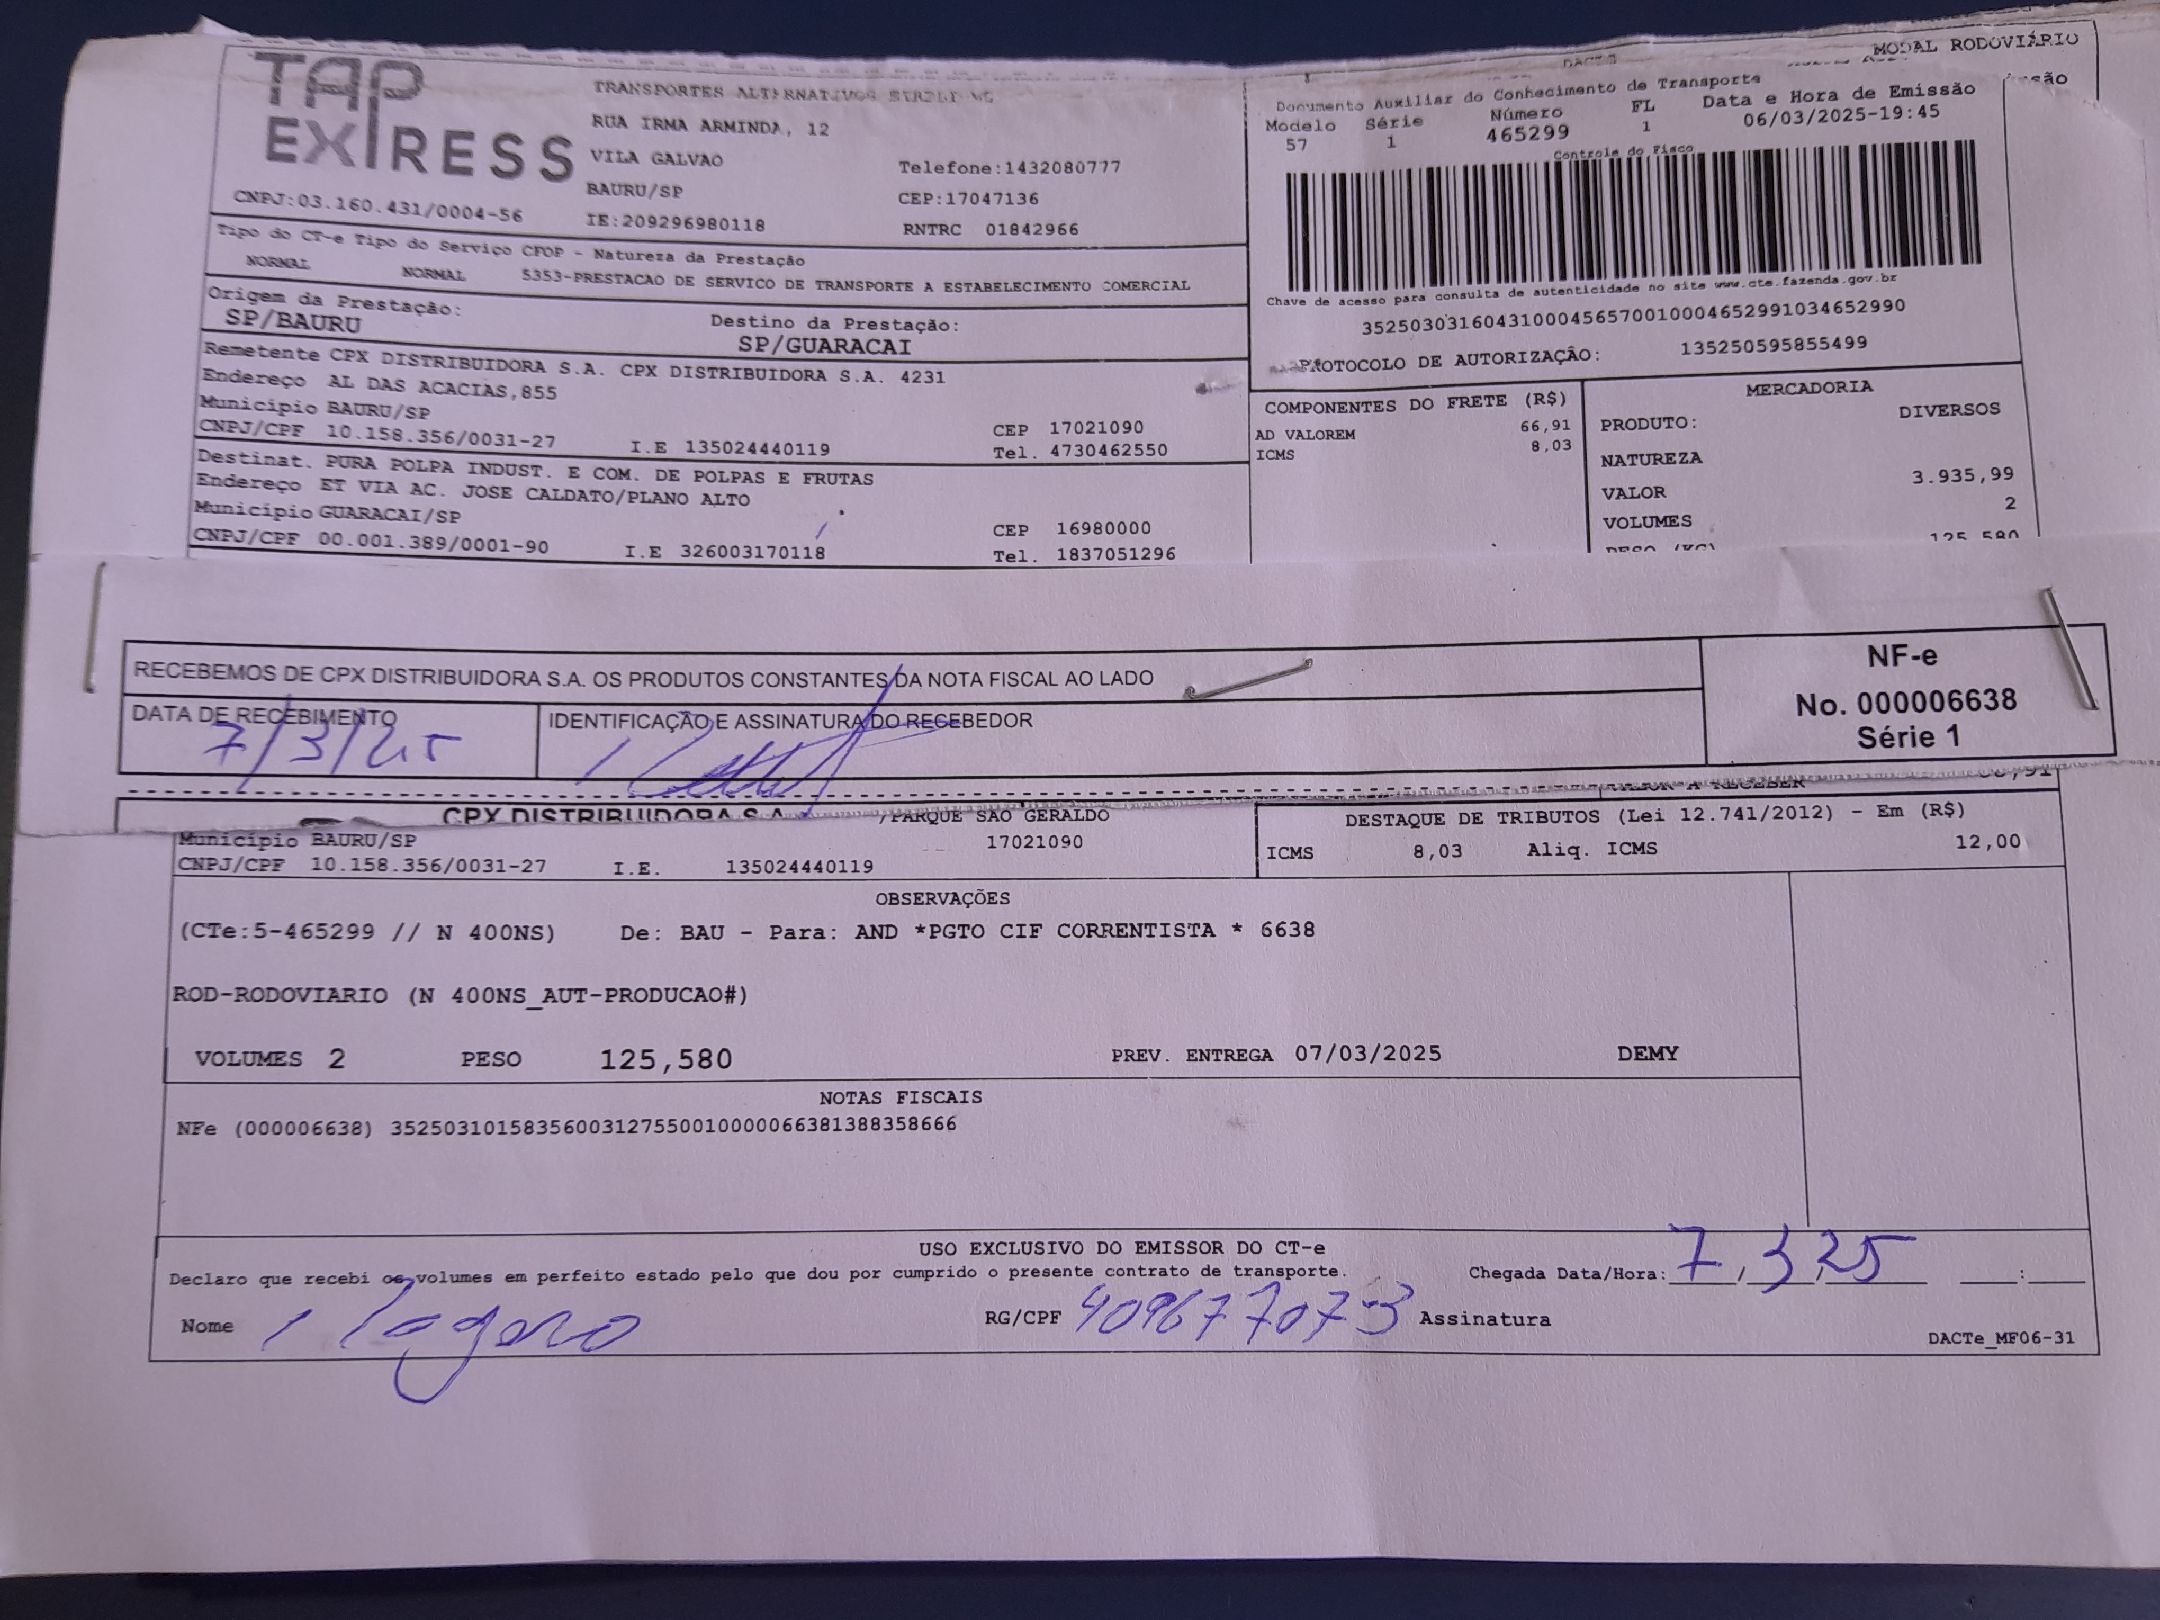 MODAL RODOVIÁRIO
TAP EXPRESS
TRANSPORTES ALTERNATIVOS
RUA IRMA ARMINDA, 12
VILA GALVAO
Telefone:1432080777
BAURU/SP
CEP:17047136
CNPJ:03.160.431/0004-56
IE:209296980118
RNTRC 01842966
Documento Auxiliar do Conhecimento de Transporte
Modelo Série Número FL Data e Hora de Emissão
57 1 465299 1 06/03/2025-19:45
Controle do Fisco
Chave de acesso para consulta de autenticidade no site www.cte.fazenda.gov.br
35250303160431000456570010004652991034652990
PROTOCOLO DE AUTORIZAÇÃO: 135250595855499
Tipo do CT-e Tipo do Serviço CFOP - Natureza da Prestação
NORMAL NORMAL 5353-PRESTACAO DE SERVICO DE TRANSPORTE A ESTABELECIMENTO COMERCIAL
Origem da Prestação:
SP/BAURU
Destino da Prestação:
SP/GUARACAI
Remetente CPX DISTRIBUIDORA S.A. CPX DISTRIBUIDORA S.A. 4231
Endereço AL DAS ACACIAS,855
Município BAURU/SP
CEP 17021090
CNPJ/CPF 10.158.356/0031-27 I.E 135024440119 Tel. 4730462550
Destinat. PURA POLPA INDUST. E COM. DE POLPAS E FRUTAS
Endereço ET VIA AC. JOSE CALDATO/PLANO ALTO
Município GUARACAI/SP
CEP 16980000
CNPJ/CPF 00.001.389/0001-90 I.E 326003170118 Tel. 1837051296
COMPONENTES DO FRETE (R$)
AD VALOREM 66,91
ICMS 8,03
MERCADORIA
PRODUTO: DIVERSOS
NATUREZA
VALOR 3.935,99
VOLUMES 2
PESO (KG) 125,580
RECEBEMOS DE CPX DISTRIBUIDORA S.A. OS PRODUTOS CONSTANTES DA NOTA FISCAL AO LADO
DATA DE RECEBIMENTO
7/3/25
IDENTIFICAÇÃO E ASSINATURA DO RECEBEDOR
NF-e
No. 000006638
Série 1
CPX DISTRIBUIDORA S.A.
/PARQUE SAO GERALDO
Município BAURU/SP 17021090
CNPJ/CPF 10.158.356/0031-27 I.E. 135024440119
A RECEBER
DESTAQUE DE TRIBUTOS (Lei 12.741/2012) - Em (R$)
ICMS 8,03 Aliq. ICMS 12,00
OBSERVAÇÕES
(CTe:5-465299 // N 400NS) De: BAU - Para: AND *PGTO CIF CORRENTISTA * 6638
ROD-RODOVIARIO (N 400NS_AUT-PRODUCAO#)
VOLUMES 2 PESO 125,580 PREV. ENTREGA 07/03/2025 DEMY
NOTAS FISCAIS
NFe (000006638) 35250310158356003127550010000066381388358666
USO EXCLUSIVO DO EMISSOR DO CT-e
Declaro que recebi os volumes em perfeito estado pelo que dou por cumprido o presente contrato de transporte.
Chegada Data/Hora: 7/3/25 :
Nome
RG/CPF 40967707-3 Assinatura
DACTe_MF06-31